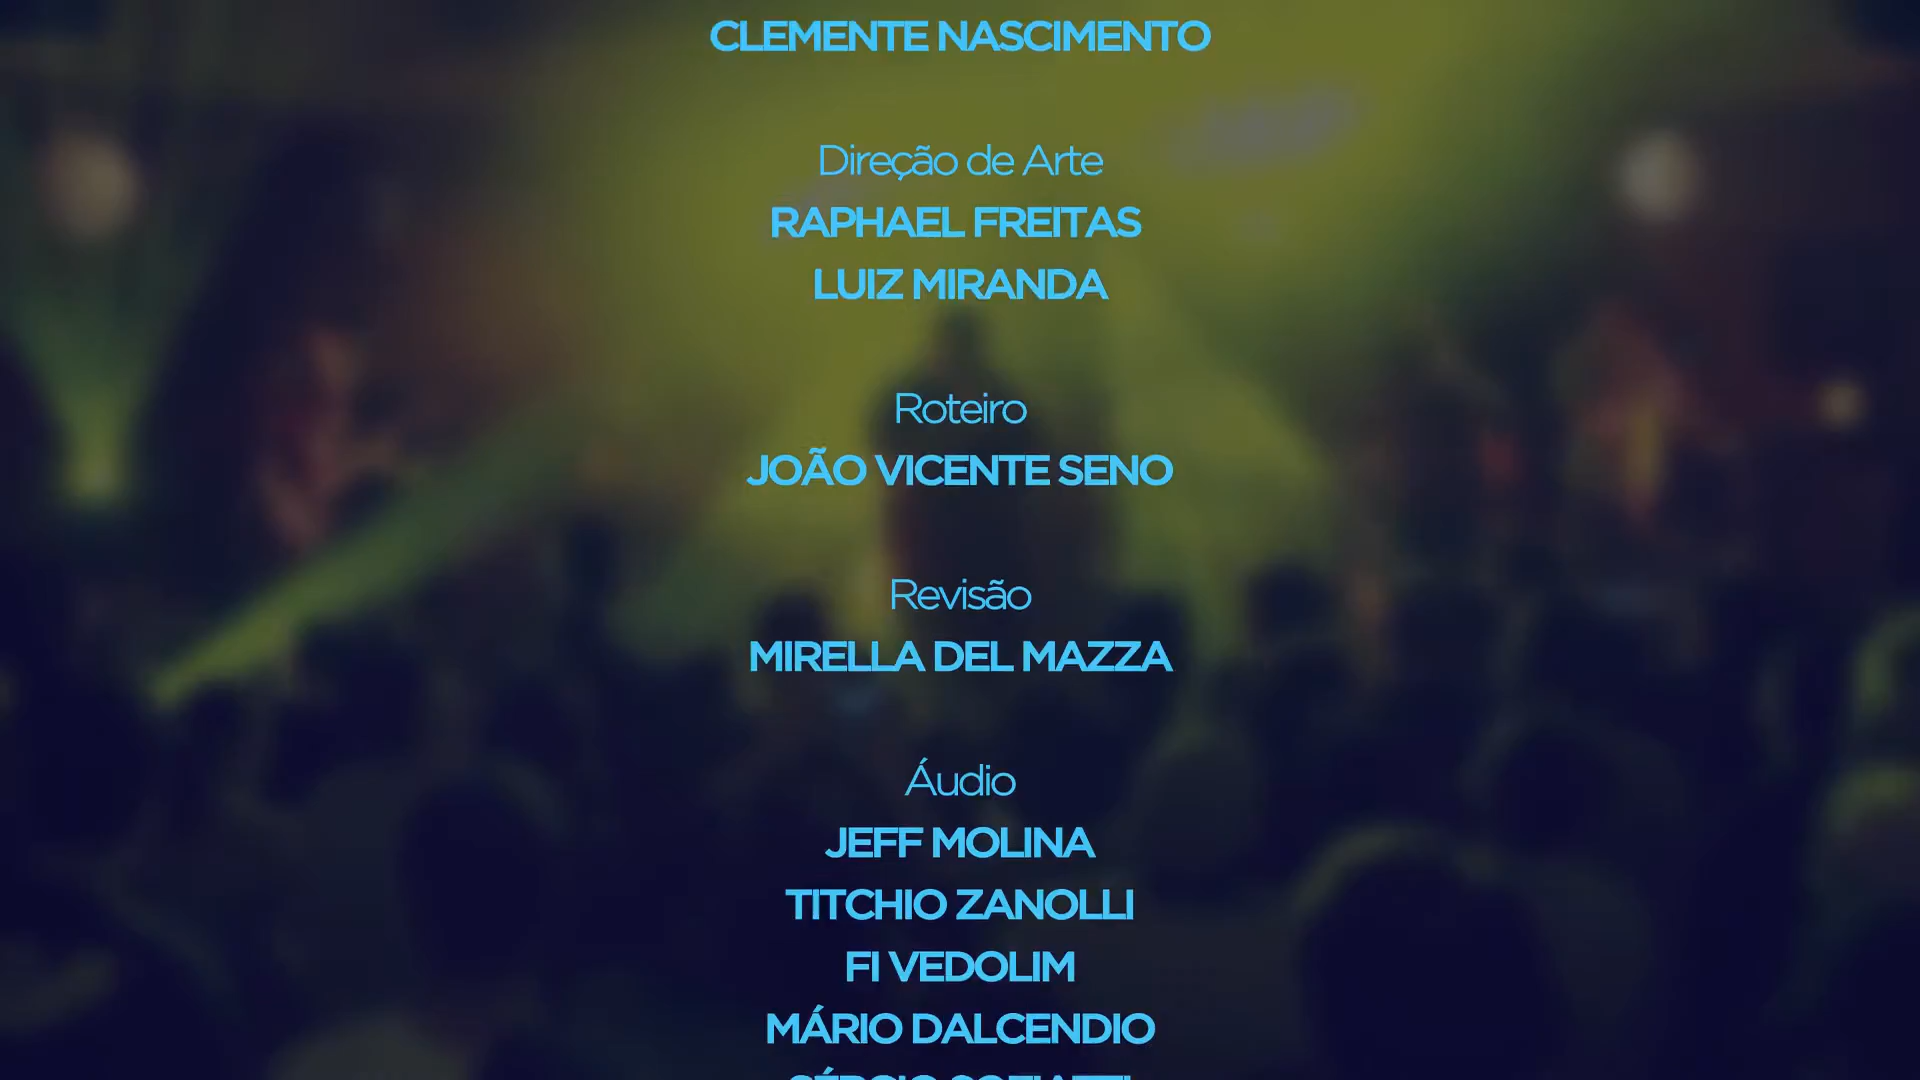 CLEMENTE NASCIMENTO
Direção de Arte
RAPHAEL FREITAS
LUIZ MIRANDA
Roteiro
JOÃO VICENTE SENO
Revisão
MIRELLA DEL MAZZA
Áudio
JEFF MOLINA
TITCHIO ZANOLLI
FI VEDOLIM
MÁRIO DALCENDIO
SÉRGIO